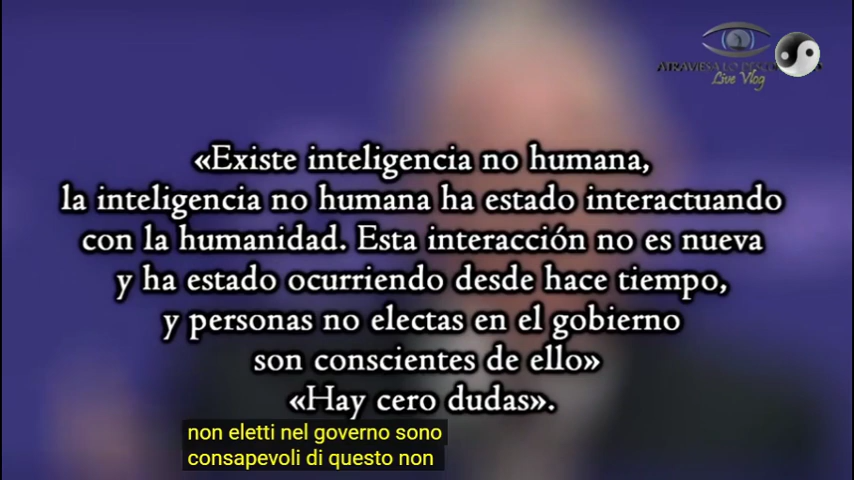 ATRAVIESA LO
Live Vlog
«Existe inteligencia no humana,
la inteligencia no humana ha estado interactuando
con la humanidad. Esta interacción no es nueva
y ha estado ocurriendo desde hace tiempo,
y personas no electas en el gobierno
son conscientes de ello»
«Hay cero dudas».
non eletti nel governo sono
consapevoli di questo non